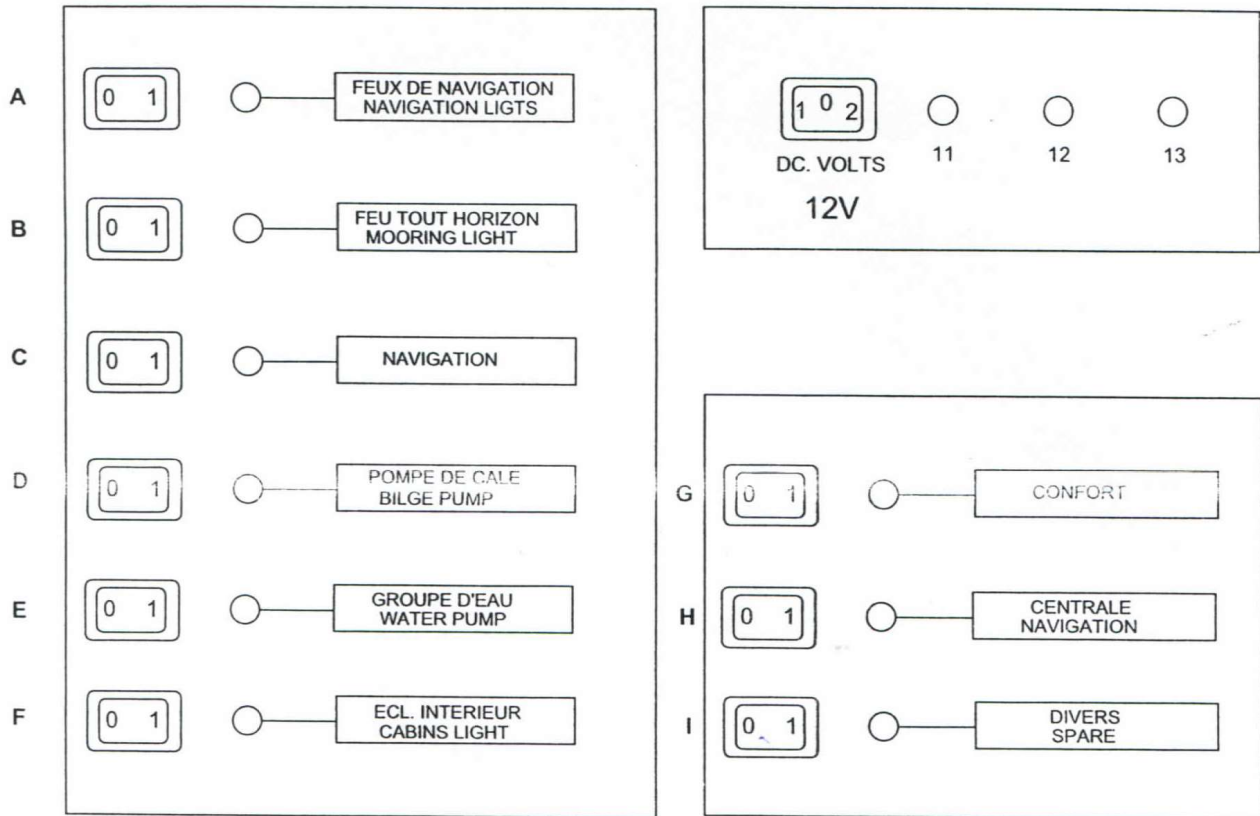 A
0 1
FEUX DE NAVIGATION
NAVIGATION LIGTS
B
0 1
FEU TOUT HORIZON
MOORING LIGHT
C
0 1
NAVIGATION
D
0 1
POMPE DE CALE
BILGE PUMP
E
0 1
GROUPE D'EAU
WATER PUMP
F
0 1
ECL. INTERIEUR
CABINS LIGHT
1 0 2
DC. VOLTS
12V
11 12 13
G
0 1
CONFORT
H
0 1
CENTRALE
NAVIGATION
I
0 1
DIVERS
SPARE